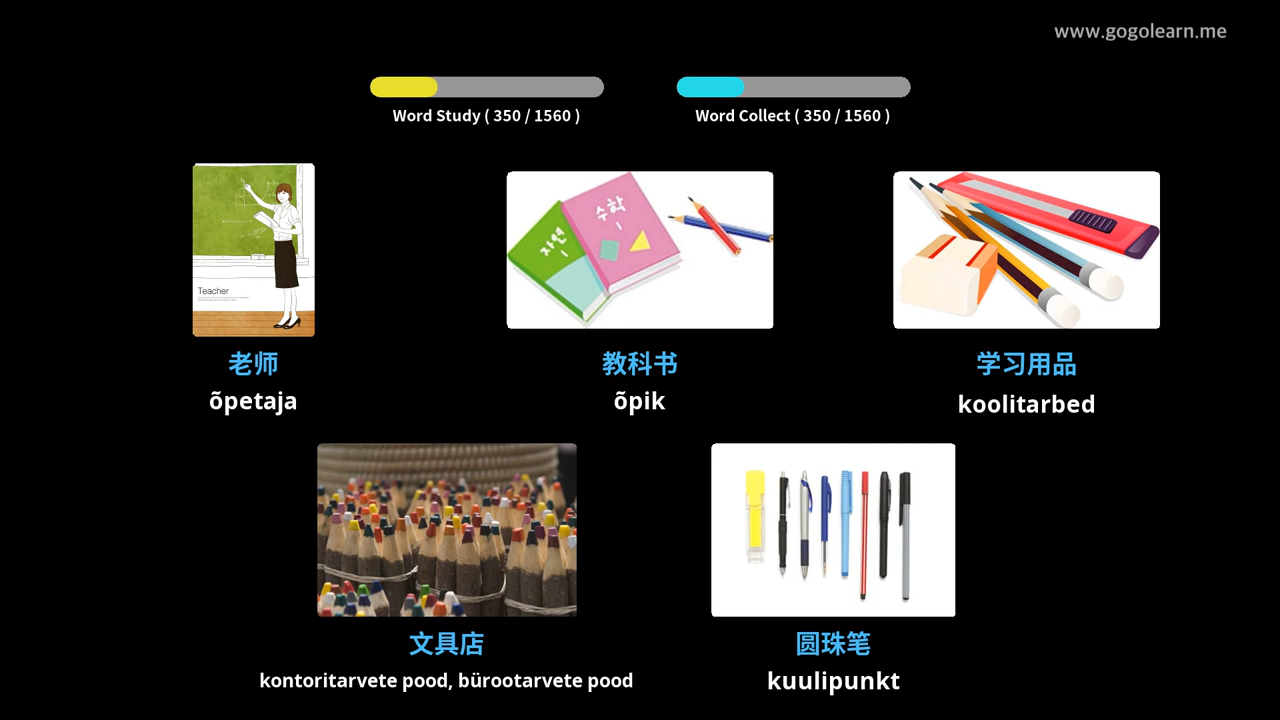 www.gogolearn.me
Word Study ( 350 / 1560 )
Word Collect ( 350 / 1560 )
Teacher
자연
수학
老师
õpetaja
教科书
õpik
学习用品
koolitarbed
文具店
kontoritarvete pood, bürootarvete pood
圆珠笔
kuulipunkt